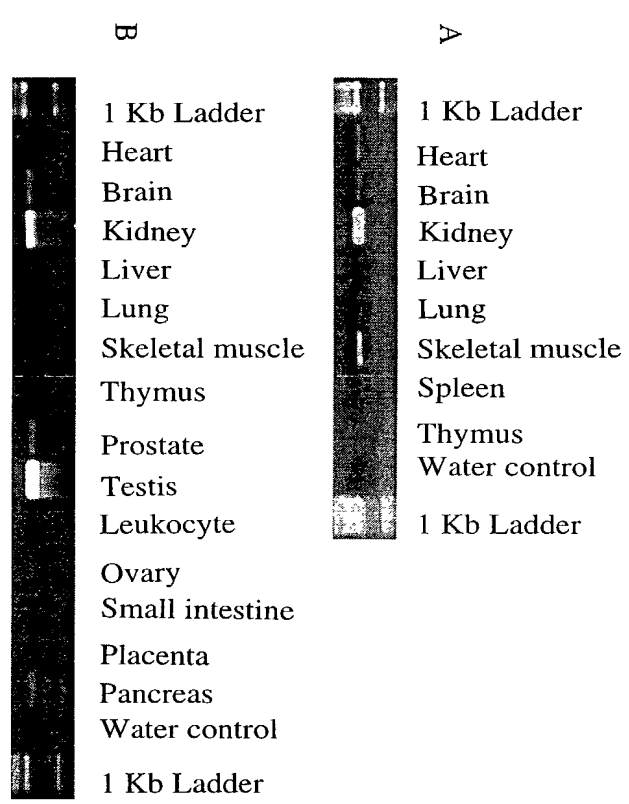 B
1 Kb Ladder
Heart
Brain
Kidney
Liver
Lung
Skeletal muscle
Thymus
Prostate
Testis
Leukocyte
Ovary
Small intestine
Placenta
Pancreas
Water control
1 Kb Ladder
A
1 Kb Ladder
Heart
Brain
Kidney
Liver
Lung
Skeletal muscle
Spleen
Thymus
Water control
1 Kb Ladder